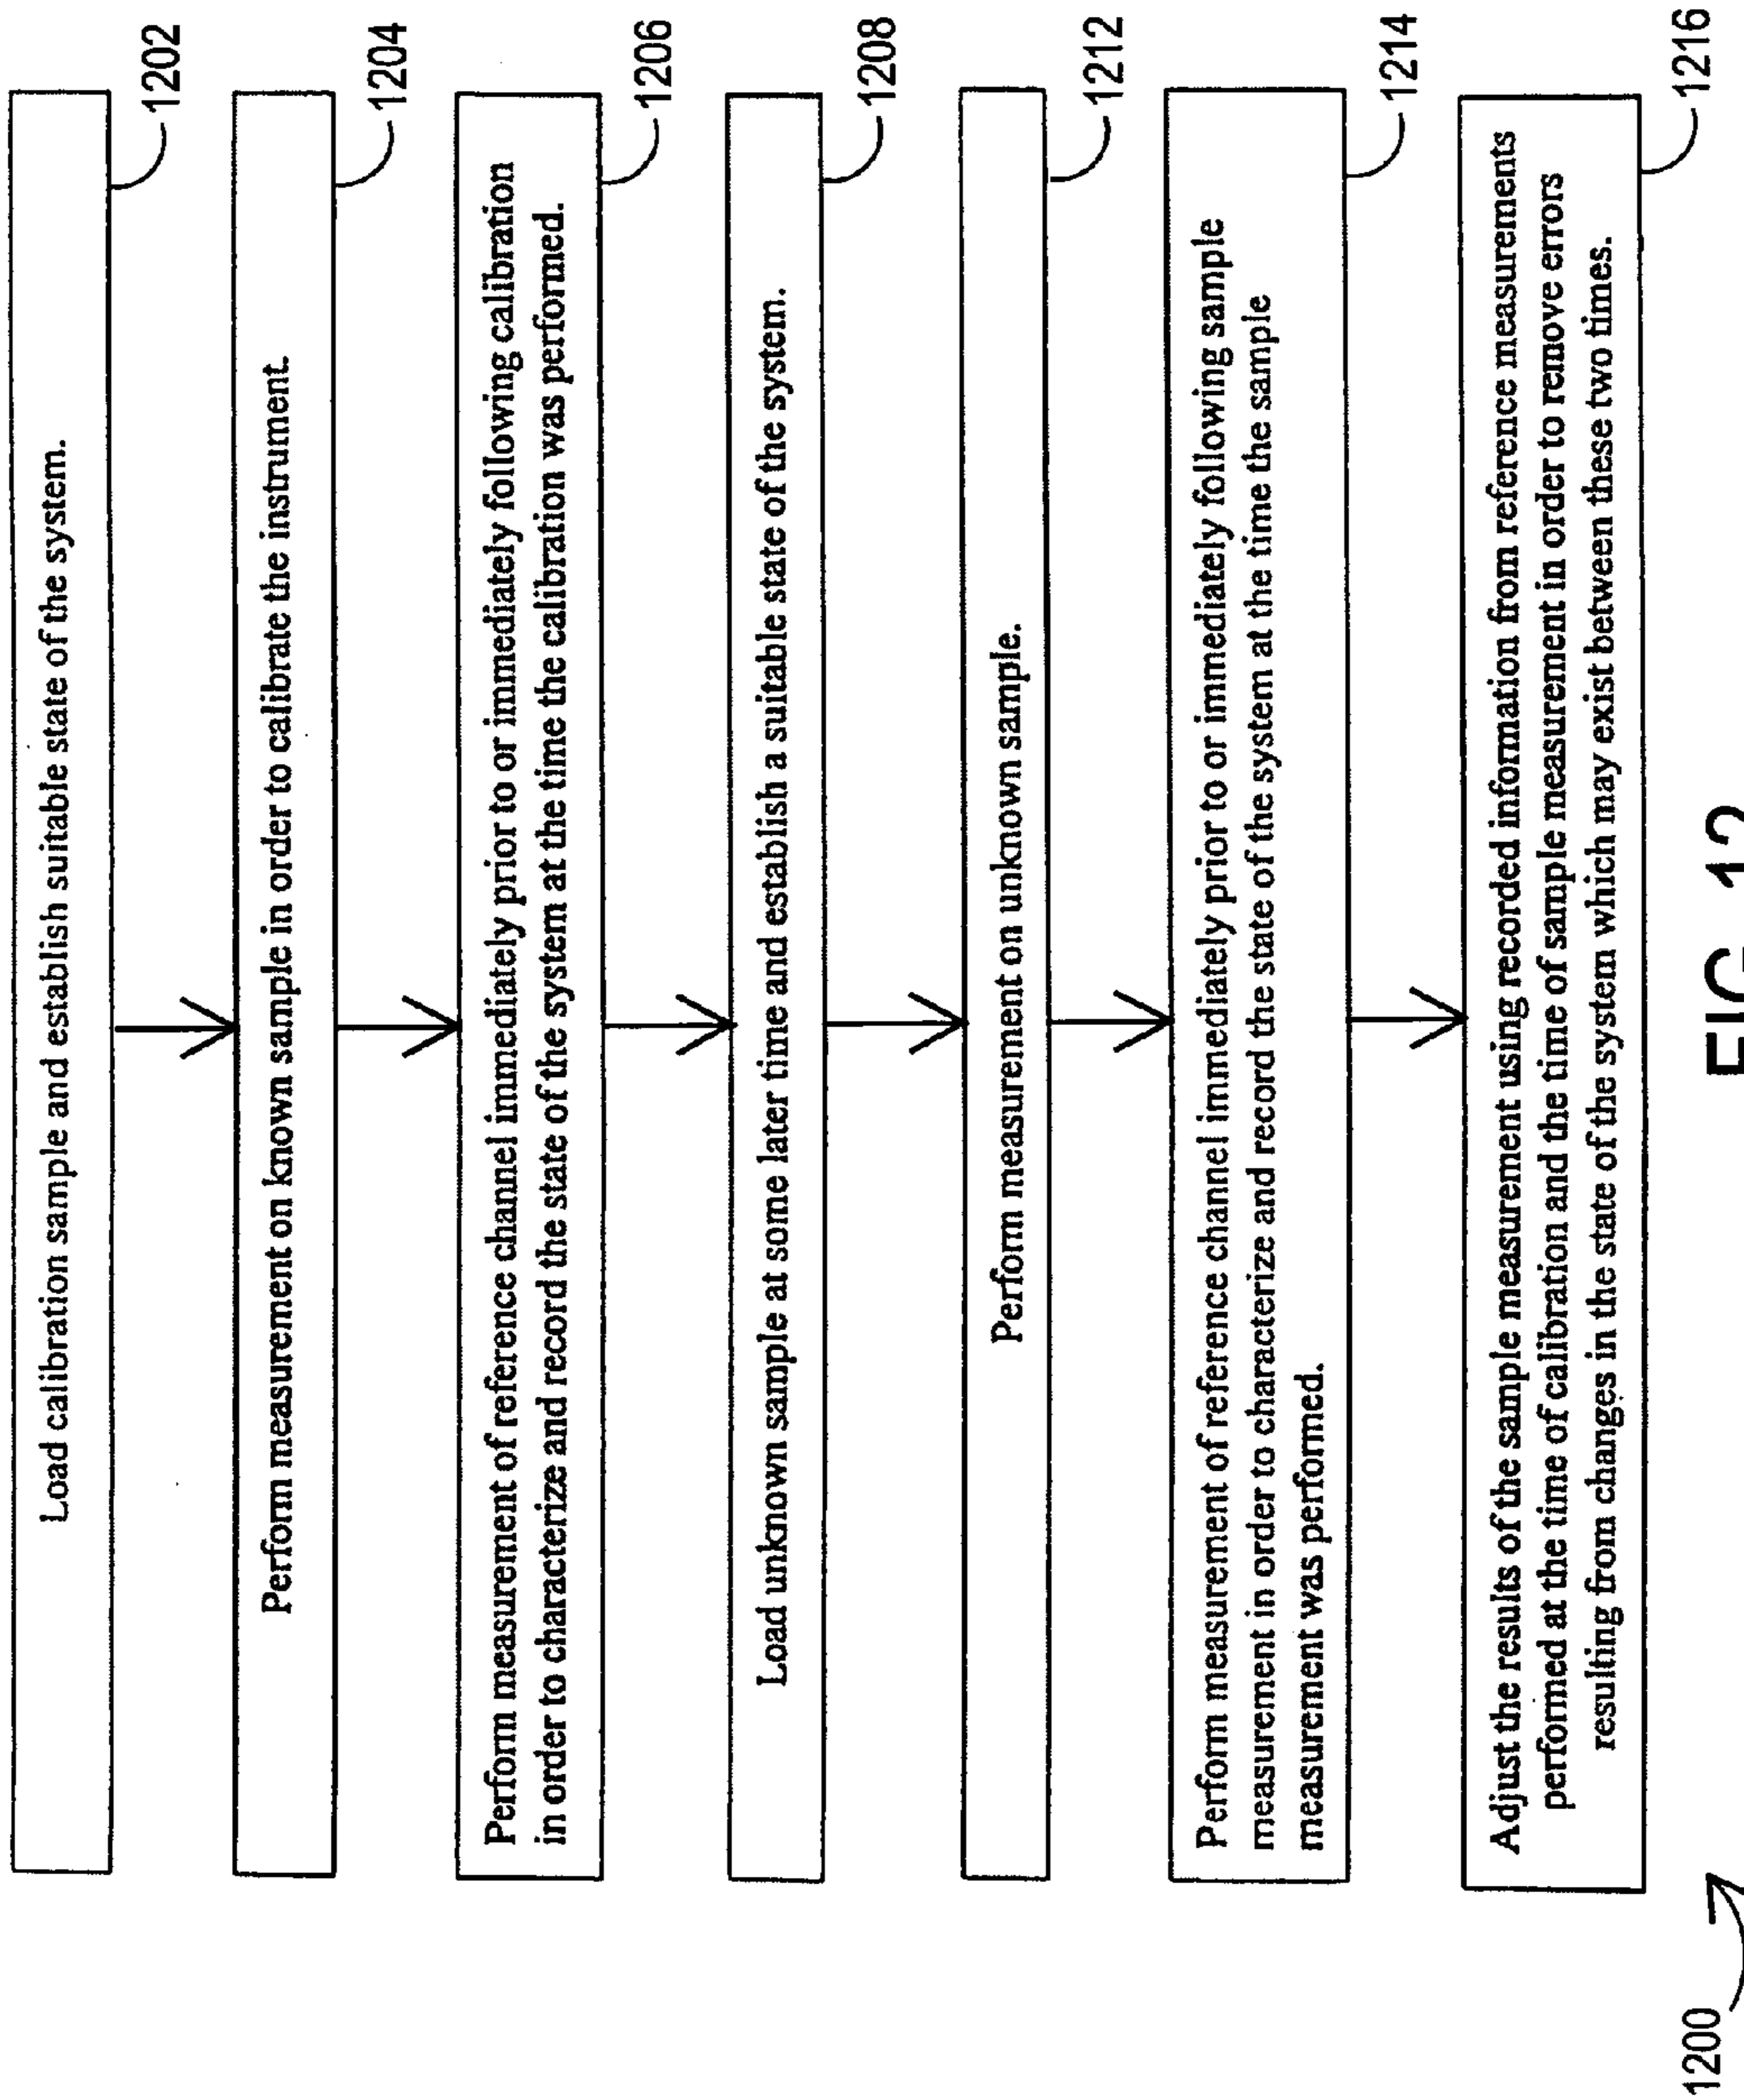 Load calibration sample and establish suitable state of the system.
1202
Perform measurement on known sample in order to calibrate the instrument.
1204
Perform measurement of reference channel immediately prior to or immediately following calibration
in order to characterize and record the state of the system at the time the calibration was performed.
1206
Load unknown sample at some later time and establish a suitable state of the system.
1208
Perform measurement on unknown sample.
1212
Perform measurement of reference channel immediately prior to or immediately following sample
measurement in order to characterize and record the state of the system at the time the sample
measurement was performed.
1214
Adjust the results of the sample measurement using recorded information from reference measurements
performed at the time of calibration and the time of sample measurement in order to remove errors
resulting from changes in the state of the system which may exist between these two times.
1216
1200
FIG 12